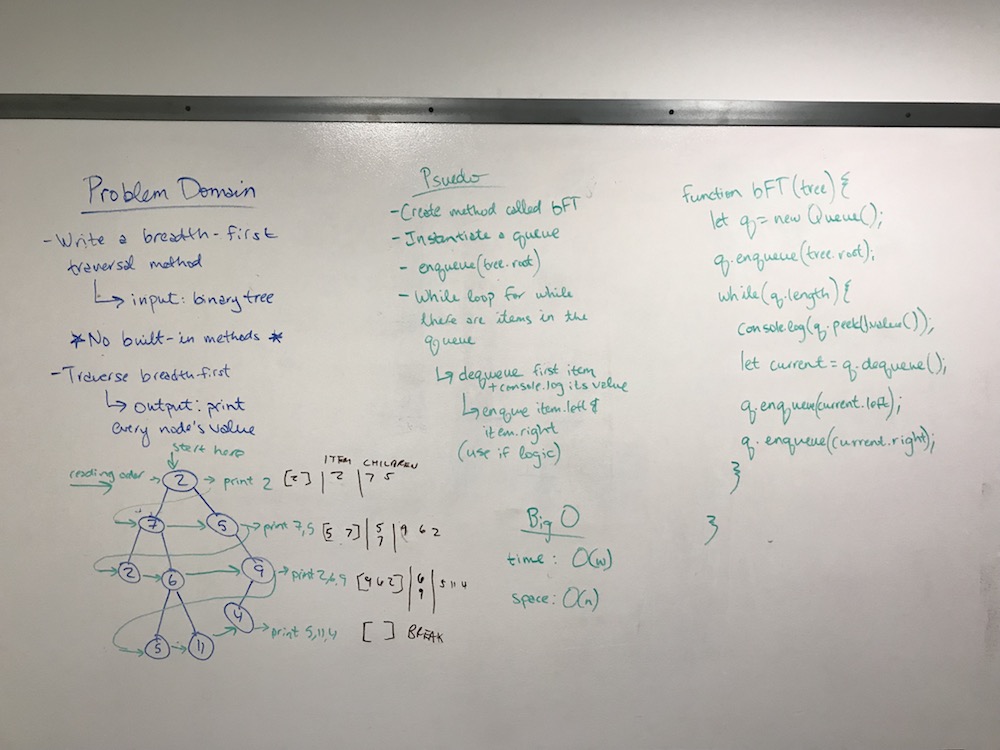 Problem Domain
- Write a breadth-first
traversal method
↳ input: binary tree
*No built-in methods*
- Traverse breadth-first
↳ output: print
every node's value
start here
reading order → 2 → print 2 [2] | 2 | 7 5
ITEM CHILDREN
7 5 → print 7,5 [5 7] | 5 7 | 9 6 2
2 6 9 → print 2,6,9 [9 6 2] | 6 9 | 5 11 4
4
5 11 → print 5,11,4 [ ] BREAK
Psuedo
- Create method called bFT
- Instantiate a queue
- enqueue(tree.root)
- While loop for while
there are items in the
queue
↳ dequeue first item
+ console.log its value
↳ enque item.left &
item.right
(use if logic)
Big O
time: O(w)
space: O(n)
function bFT(tree) {
let q = new Queue();
q.enqueue(tree.root);
while(q.length) {
console.log(q.peek().value());
let current = q.dequeue();
q.enqueue(current.left);
q.enqueue(current.right);
}
}